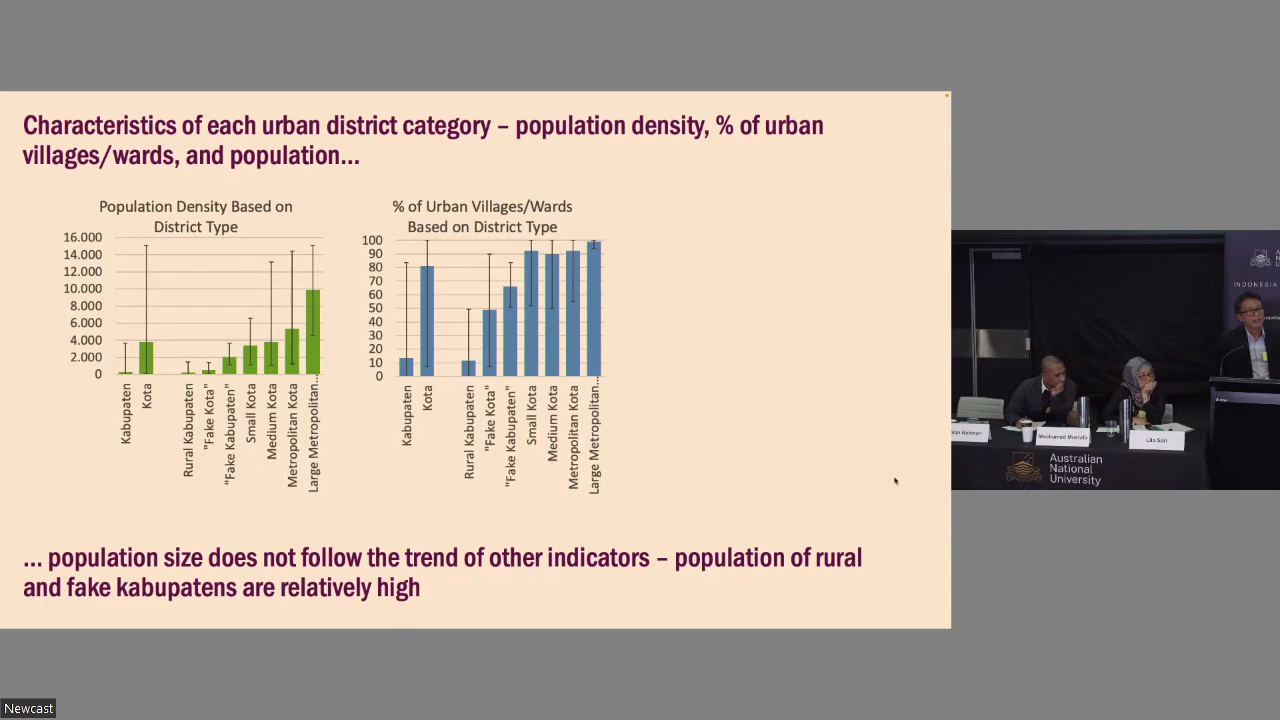 Characteristics of each urban district category – population density, % of urban
villages/wards, and population...
Population Density Based on
District Type
16.000
14.000
12.000
10.000
8.000
6.000
4.000
2.000
0
Kabupaten
Kota
Rural Kabupaten
"Fake Kota"
"Fake Kabupaten"
Small Kota
Medium Kota
Metropolitan Kota
Large Metropolitan...
% of Urban Villages/Wards
Based on District Type
100
90
80
70
60
50
40
30
20
10
0
Kabupaten
Kota
Rural Kabupaten
"Fake Kota"
"Fake Kabupaten"
Small Kota
Medium Kota
Metropolitan Kota
Large Metropolitan...
... population size does not follow the trend of other indicators – population of rural
and fake kabupatens are relatively high
INDONESIA
Mochamad Mustafa
Lila Sari
Australian
National
University
Newcast